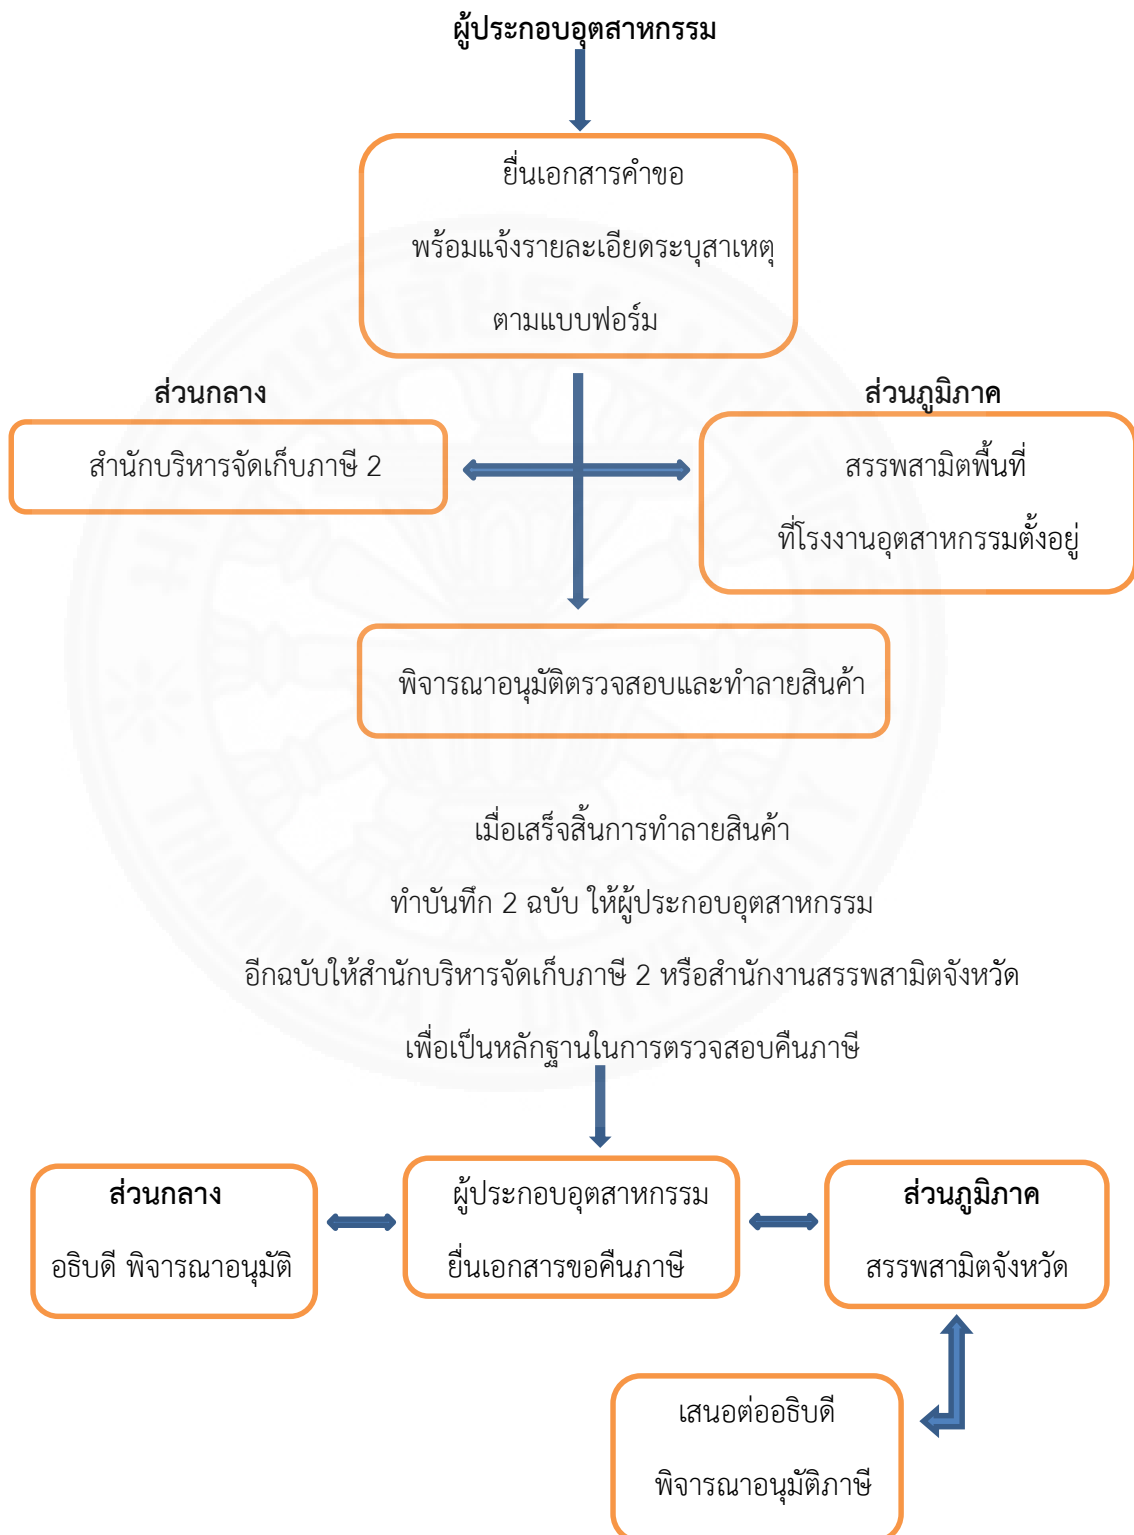 ผู้ประกอบอุตสาหกรรม
ยื่นเอกสารคำขอ
พร้อมแจ้งรายละเอียดระบุสาเหตุ
ตามแบบฟอร์ม
ส่วนกลาง
สำนักบริหารจัดเก็บภาษี 2
ส่วนภูมิภาค
สรรพสามิตพื้นที่
ที่โรงงานอุตสาหกรรมตั้งอยู่
พิจารณาอนุมัติตรวจสอบและทำลายสินค้า
เมื่อเสร็จสิ้นการทำลายสินค้า
ทำบันทึก 2 ฉบับ ให้ผู้ประกอบอุตสาหกรรม
อีกฉบับให้สำนักบริหารจัดเก็บภาษี 2 หรือสำนักงานสรรพสามิตจังหวัด
เพื่อเป็นหลักฐานในการตรวจสอบคืนภาษี
ส่วนกลาง
อธิบดี พิจารณาอนุมัติ
ผู้ประกอบอุตสาหกรรม
ยื่นเอกสารขอคืนภาษี
ส่วนภูมิภาค
สรรพสามิตจังหวัด
เสนอต่ออธิบดี
พิจารณาอนุมัติภาษี